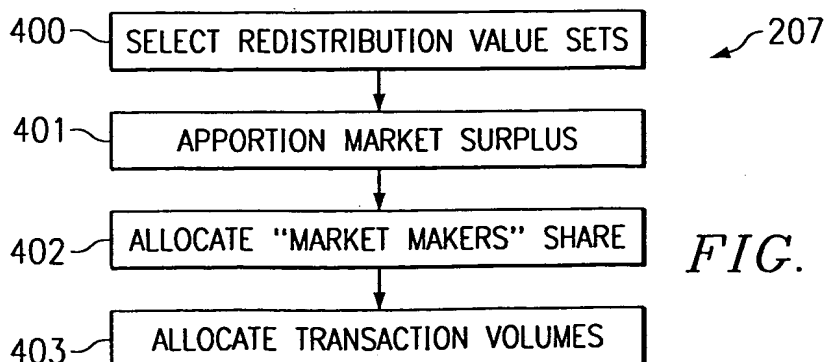 400 SELECT REDISTRIBUTION VALUE SETS 207
401 APPORTION MARKET SURPLUS
402 ALLOCATE "MARKET MAKERS" SHARE
FIG.
403 ALLOCATE TRANSACTION VOLUMES